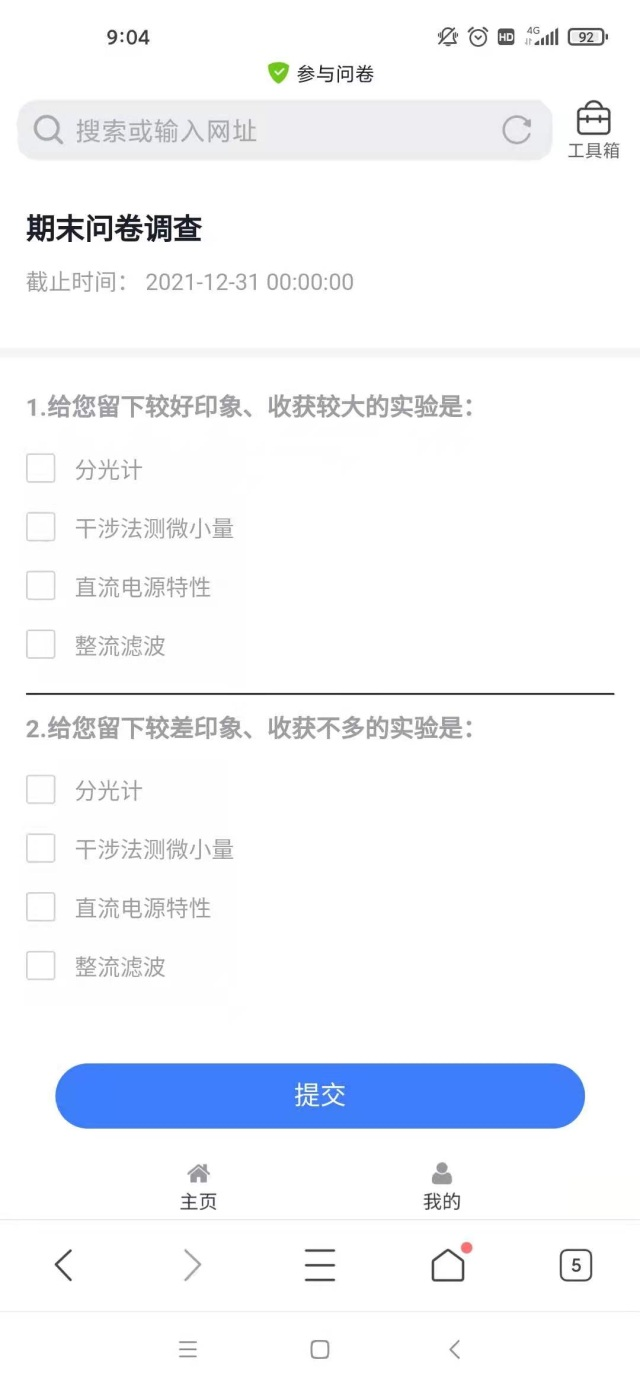 9:04
HD 4G 92
参与问卷
搜索或输入网址
工具箱
期末问卷调查
截止时间： 2021-12-31 00:00:00
1.给您留下较好印象、收获较大的实验是：
分光计
干涉法测微小量
直流电源特性
整流滤波
2.给您留下较差印象、收获不多的实验是：
分光计
干涉法测微小量
直流电源特性
整流滤波
提交
主页
我的
5